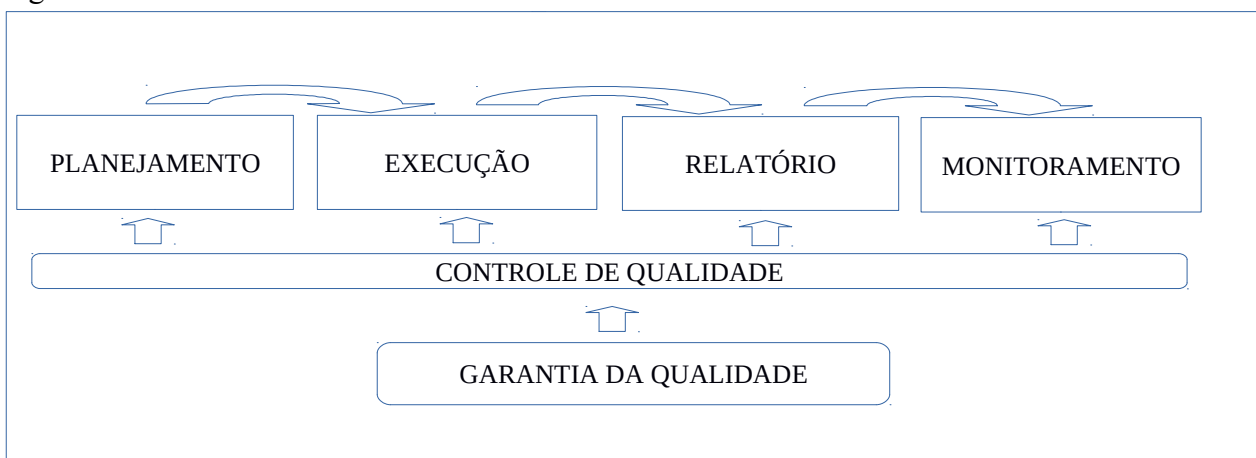 PLANEJAMENTO
EXECUÇÃO
RELATÓRIO
MONITORAMENTO
CONTROLE DE QUALIDADE
GARANTIA DA QUALIDADE